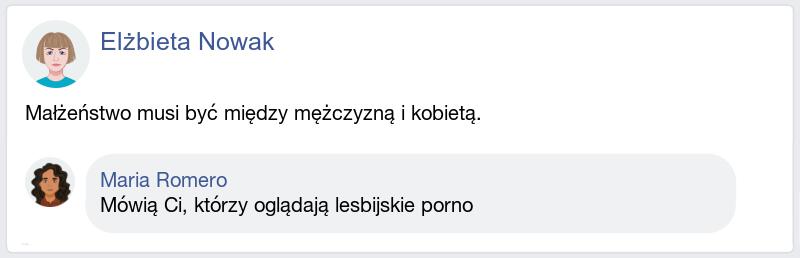 Elżbieta Nowak
Małżeństwo musi być między mężczyzną i kobietą.
Maria Romero
Mówią Ci, którzy oglądają lesbijskie porno